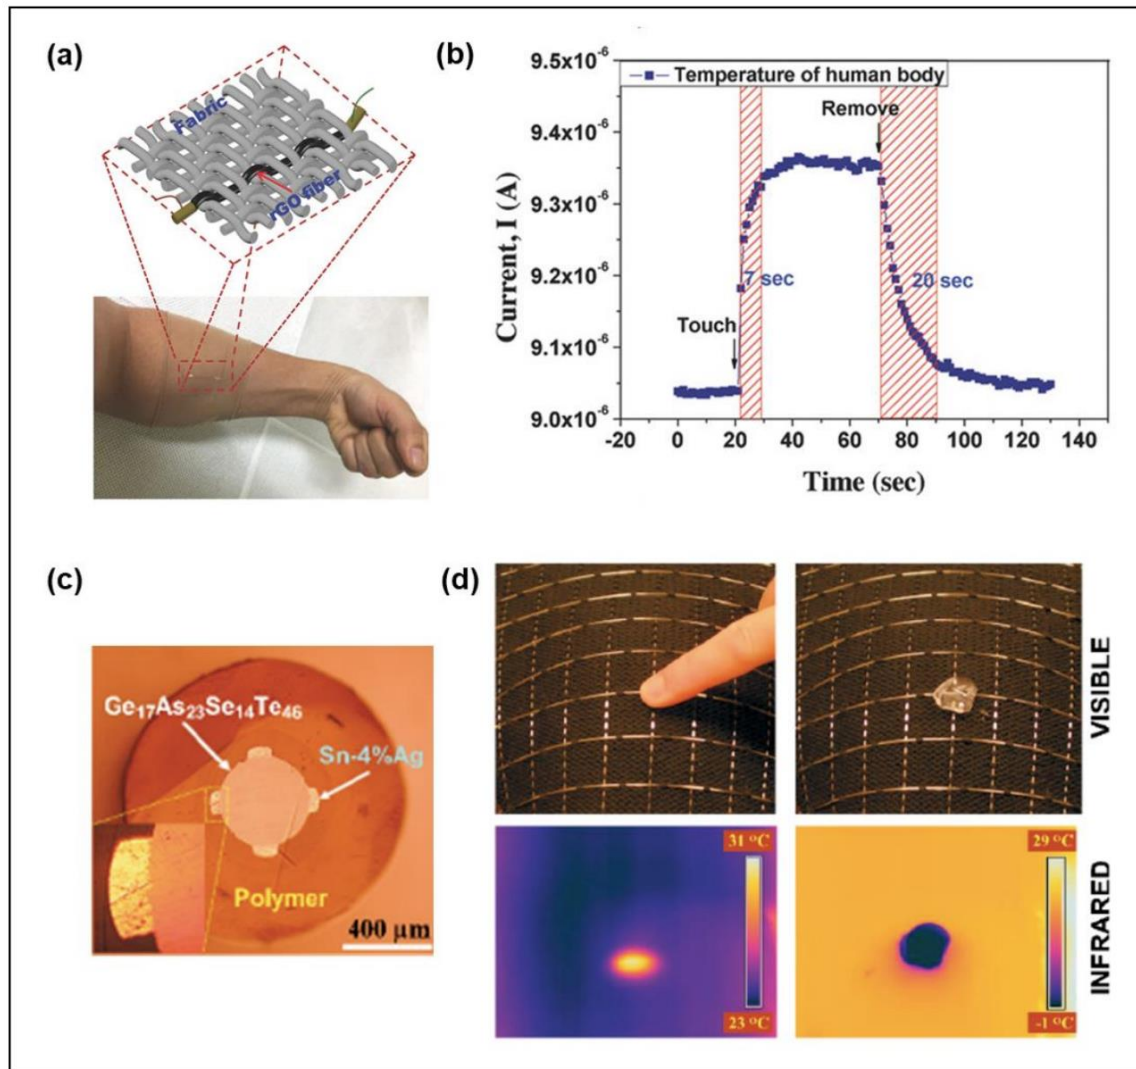 (a)
Fabric
rGO fiber
(b)
Temperature of human body
Remove
Touch
7 sec
20 sec
9.5x10⁻⁶
9.4x10⁻⁶
9.3x10⁻⁶
9.2x10⁻⁶
9.1x10⁻⁶
9.0x10⁻⁶
Current, I (A)
-20 0 20 40 60 80 100 120 140
Time (sec)
(c)
Ge₁₇As₂₃Se₁₄Te₄₆
Sn-4%Ag
Polymer
400 µm
(d)
VISIBLE
31 °C
23 °C
29 °C
-1 °C
INFRARED